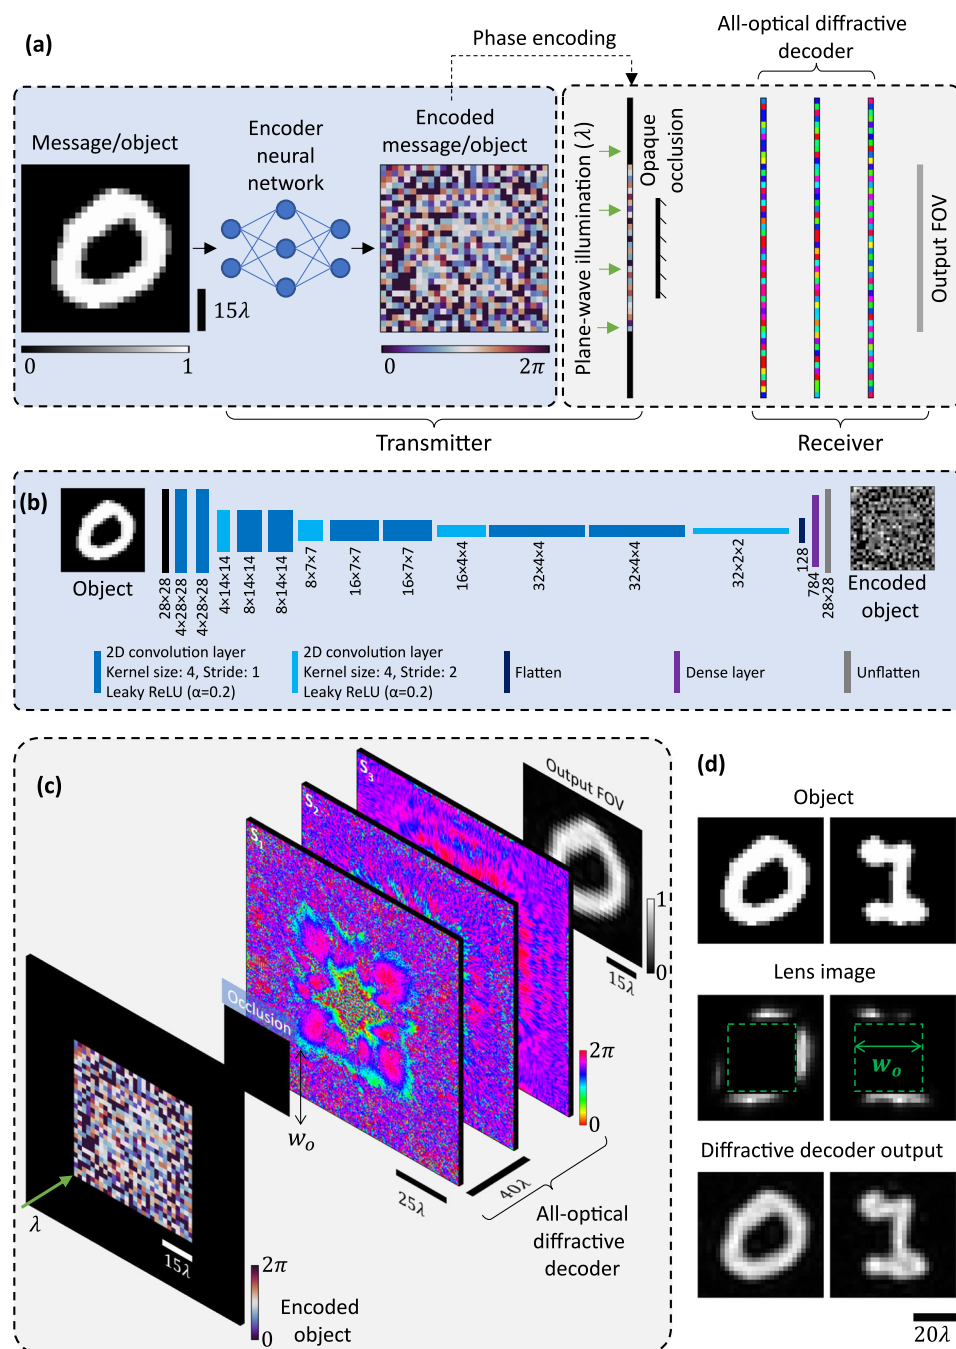 (a)
Phase encoding
All-optical diffractive
decoder
Message/object
Encoder
neural
network
Encoded
message/object
15λ
0
1
0
2π
Plane-wave illumination (λ)
Opaque
occlusion
Output FOV
Transmitter
Receiver
(b)
Object
28×28
4×28×28
4×28×28
4×14×14
8×14×14
8×14×14
8×7×7
16×7×7
16×7×7
16×4×4
32×4×4
32×4×4
32×2×2
128
784
28×28
Encoded
object
2D convolution layer
Kernel size: 4, Stride: 1
Leaky ReLU (α=0.2)
2D convolution layer
Kernel size: 4, Stride: 2
Leaky ReLU (α=0.2)
Flatten
Dense layer
Unflatten
(c)
S₃
S₂
S₁
Output FOV
1
0
15λ
Occlusion
wₒ
2π
0
25λ
40λ
All-optical
diffractive
decoder
λ
15λ
2π
0
Encoded
object
(d)
Object
Lens image
wₒ
Diffractive decoder output
20λ